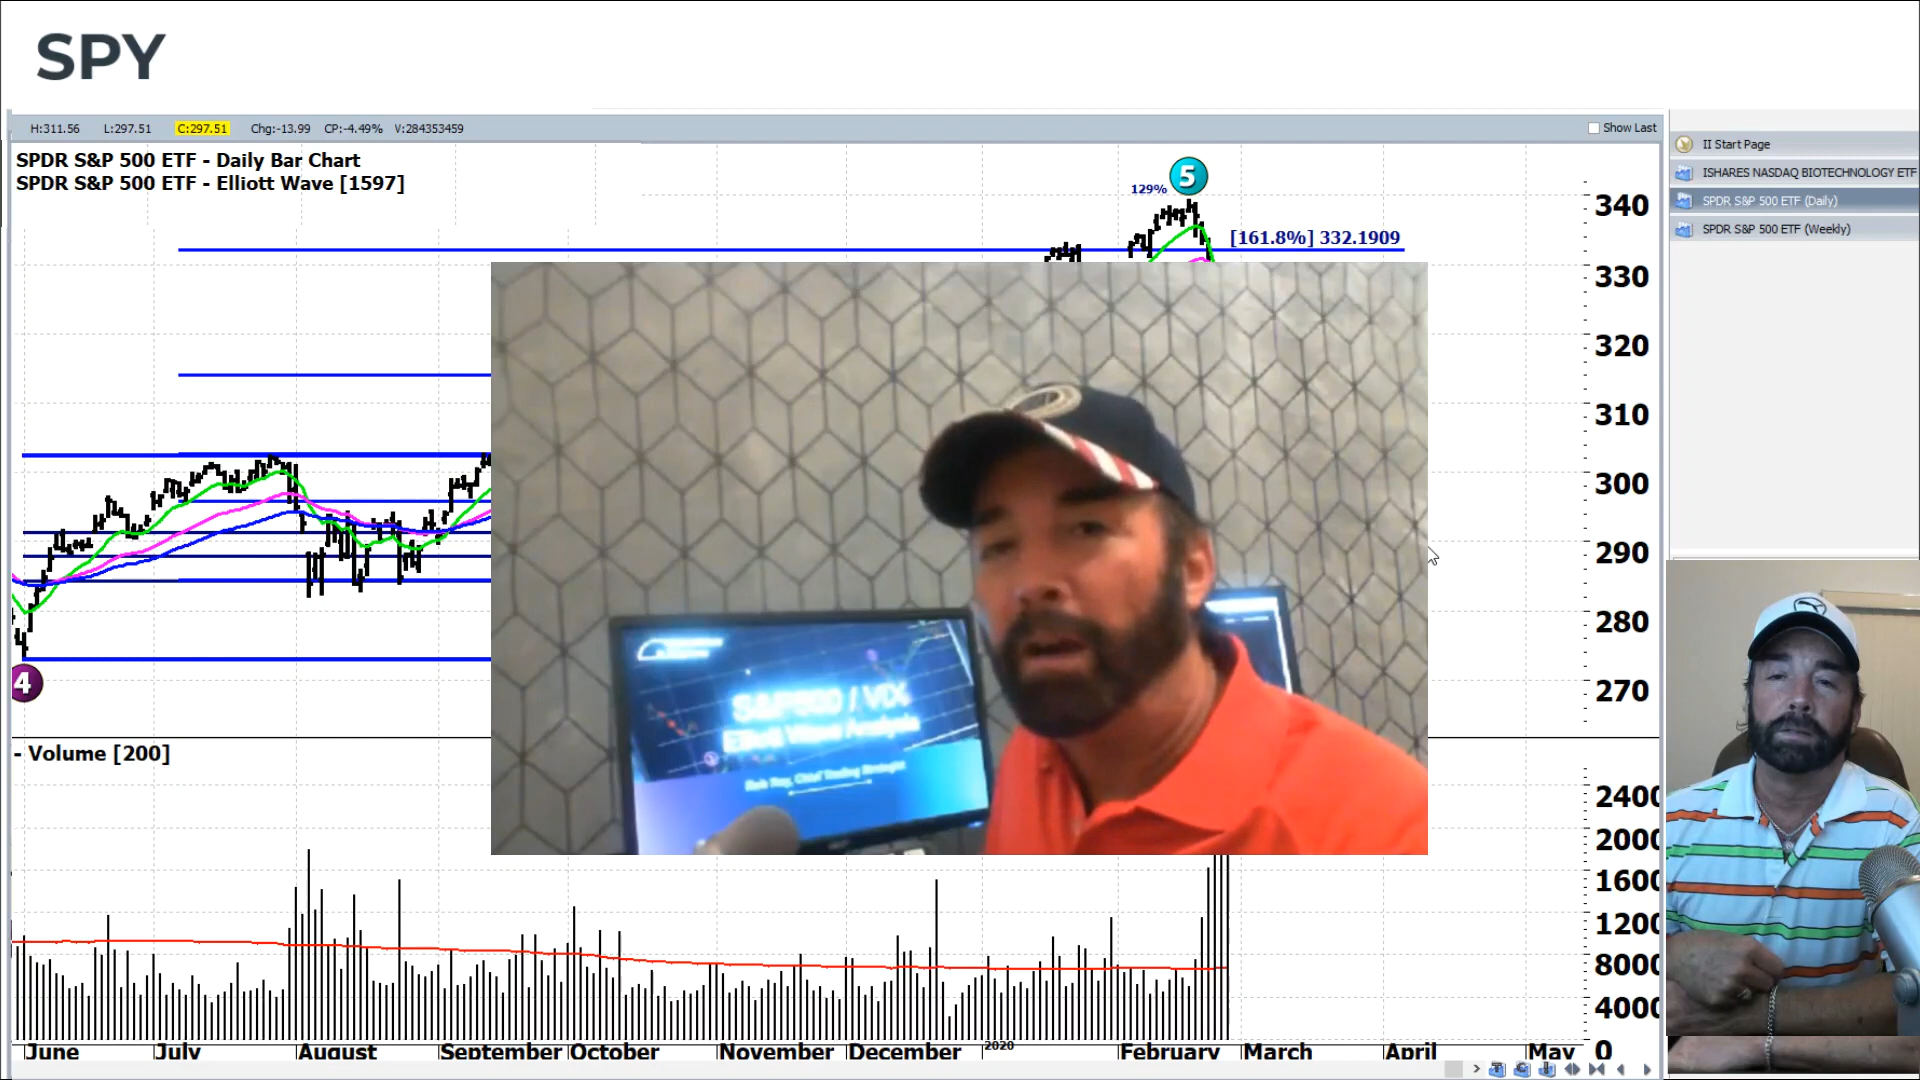 SPY
H:311.56 L:297.51 C:297.51 Chg:-13.99 CP:-4.49% V:284353459
Show Last
SPDR S&P 500 ETF - Daily Bar Chart
SPDR S&P 500 ETF - Elliott Wave [1597]
129%
5
[161.8%] 332.1909
340
330
320
310
300
290
280
270
4
- Volume [200]
2400
2000
1600
1200
8000
4000
0
June July August September October November December 2020 February March April May
II Start Page
ISHARES NASDAQ BIOTECHNOLOGY ETF
SPDR S&P 500 ETF (Daily)
SPDR S&P 500 ETF (Weekly)
S&P500 / VIX
Elliott Wave Analysis